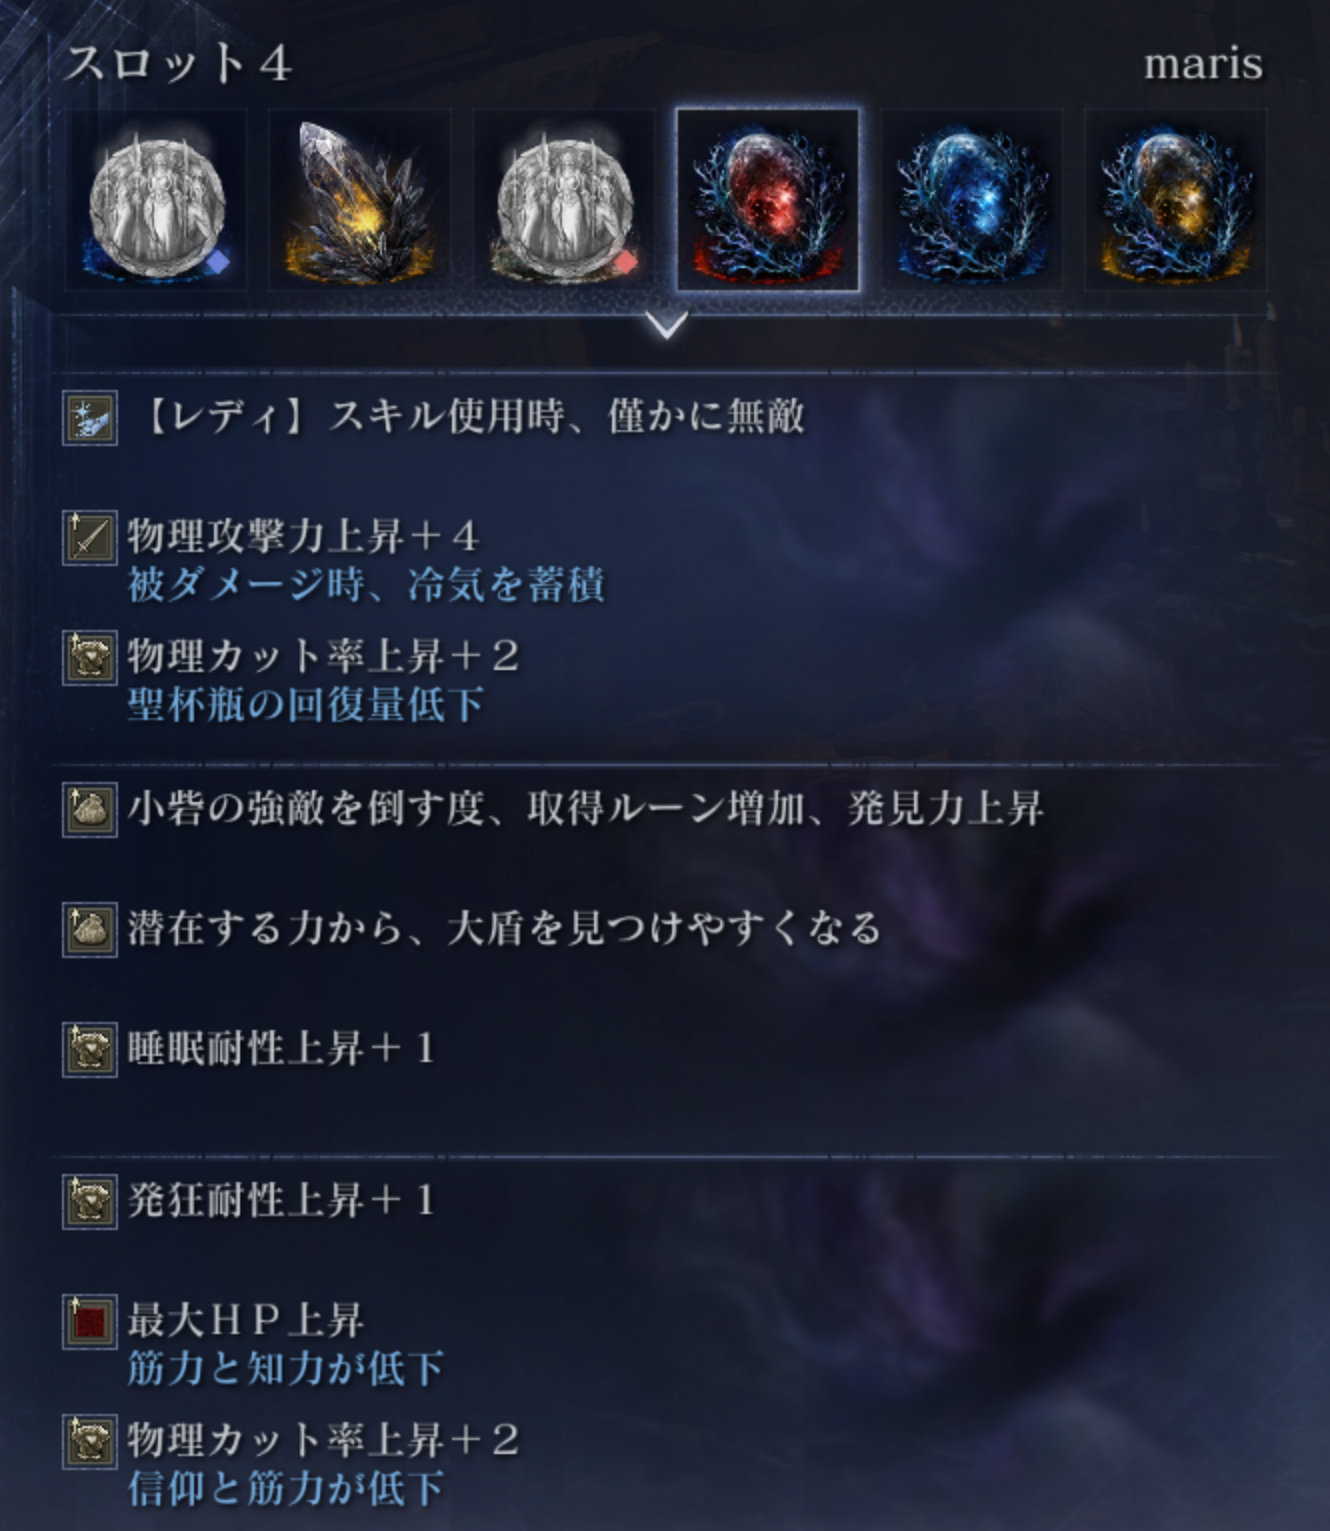 スロット４
maris
【レディ】スキル使用時、僅かに無敵
物理攻撃力上昇＋４
被ダメージ時、冷気を蓄積
物理カット率上昇＋２
聖杯瓶の回復量低下
小砦の強敵を倒す度、取得ルーン増加、発見力上昇
潜在する力から、大盾を見つけやすくなる
睡眠耐性上昇＋１
発狂耐性上昇＋１
最大ＨＰ上昇
筋力と知力が低下
物理カット率上昇＋２
信仰と筋力が低下